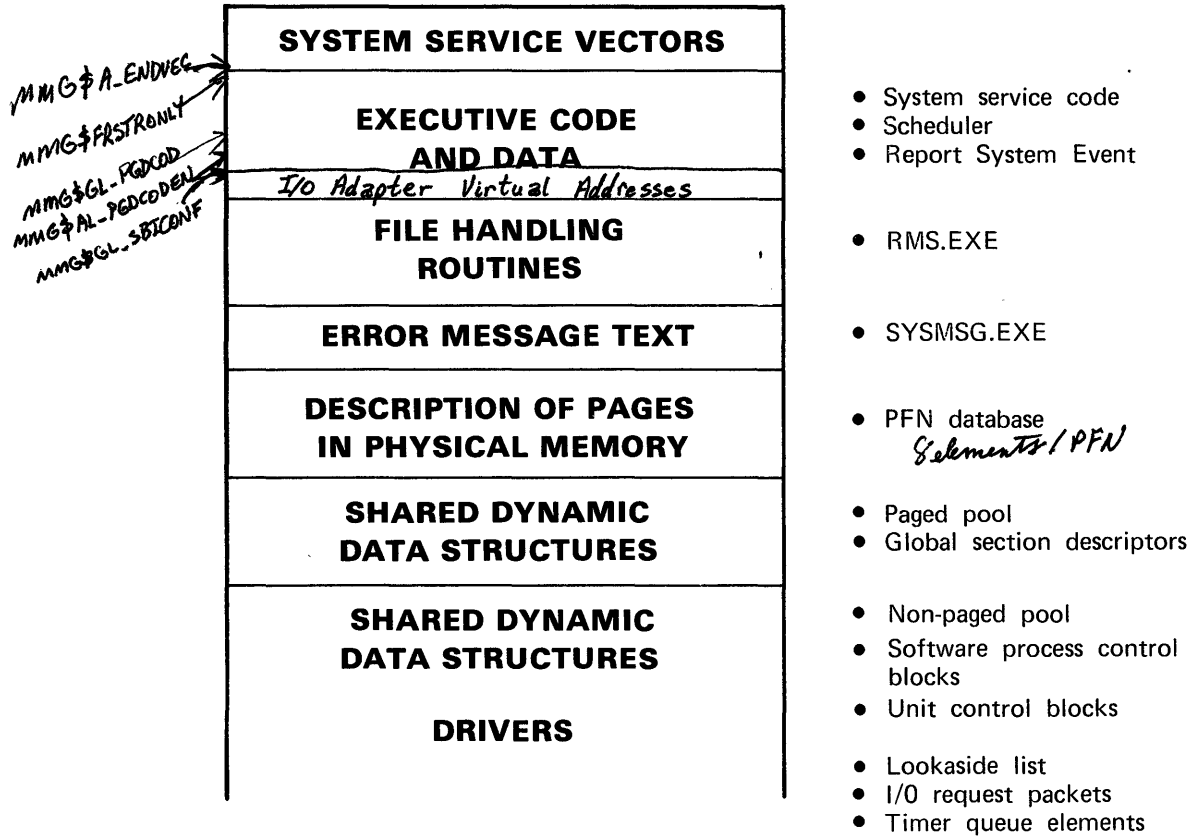 SYSTEM SERVICE VECTORS
MMG$A_ENDVEC
MMG$FRSTRONLY
MMG$GL_PGDCOD
MMG$AL_PGDCODEN
MMG$GL_SBICONF
EXECUTIVE CODE
AND DATA
• System service code
• Scheduler
• Report System Event
I/O Adapter Virtual Addresses
FILE HANDLING
ROUTINES
• RMS.EXE
ERROR MESSAGE TEXT
• SYSMSG.EXE
DESCRIPTION OF PAGES
IN PHYSICAL MEMORY
• PFN database
8 elements / PFN
SHARED DYNAMIC
DATA STRUCTURES
• Paged pool
• Global section descriptors
SHARED DYNAMIC
DATA STRUCTURES
DRIVERS
• Non-paged pool
• Software process control
blocks
• Unit control blocks
• Lookaside list
• I/0 request packets
• Timer queue elements